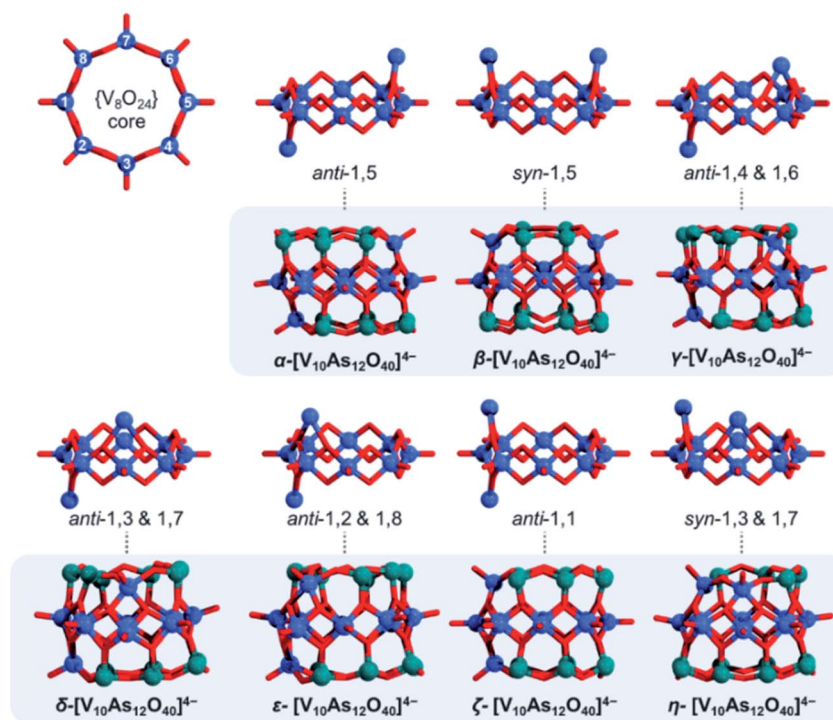 7
8 6
{V₈O₂₄}
1 5
core
2 4
3
anti-1,5 syn-1,5 anti-1,4 & 1,6
α-[V₁₀As₁₂O₄₀]⁴⁻ β-[V₁₀As₁₂O₄₀]⁴⁻ γ-[V₁₀As₁₂O₄₀]⁴⁻
anti-1,3 & 1,7 anti-1,2 & 1,8 anti-1,1 syn-1,3 & 1,7
δ-[V₁₀As₁₂O₄₀]⁴⁻ ε- [V₁₀As₁₂O₄₀]⁴⁻ ζ- [V₁₀As₁₂O₄₀]⁴⁻ η- [V₁₀As₁₂O₄₀]⁴⁻